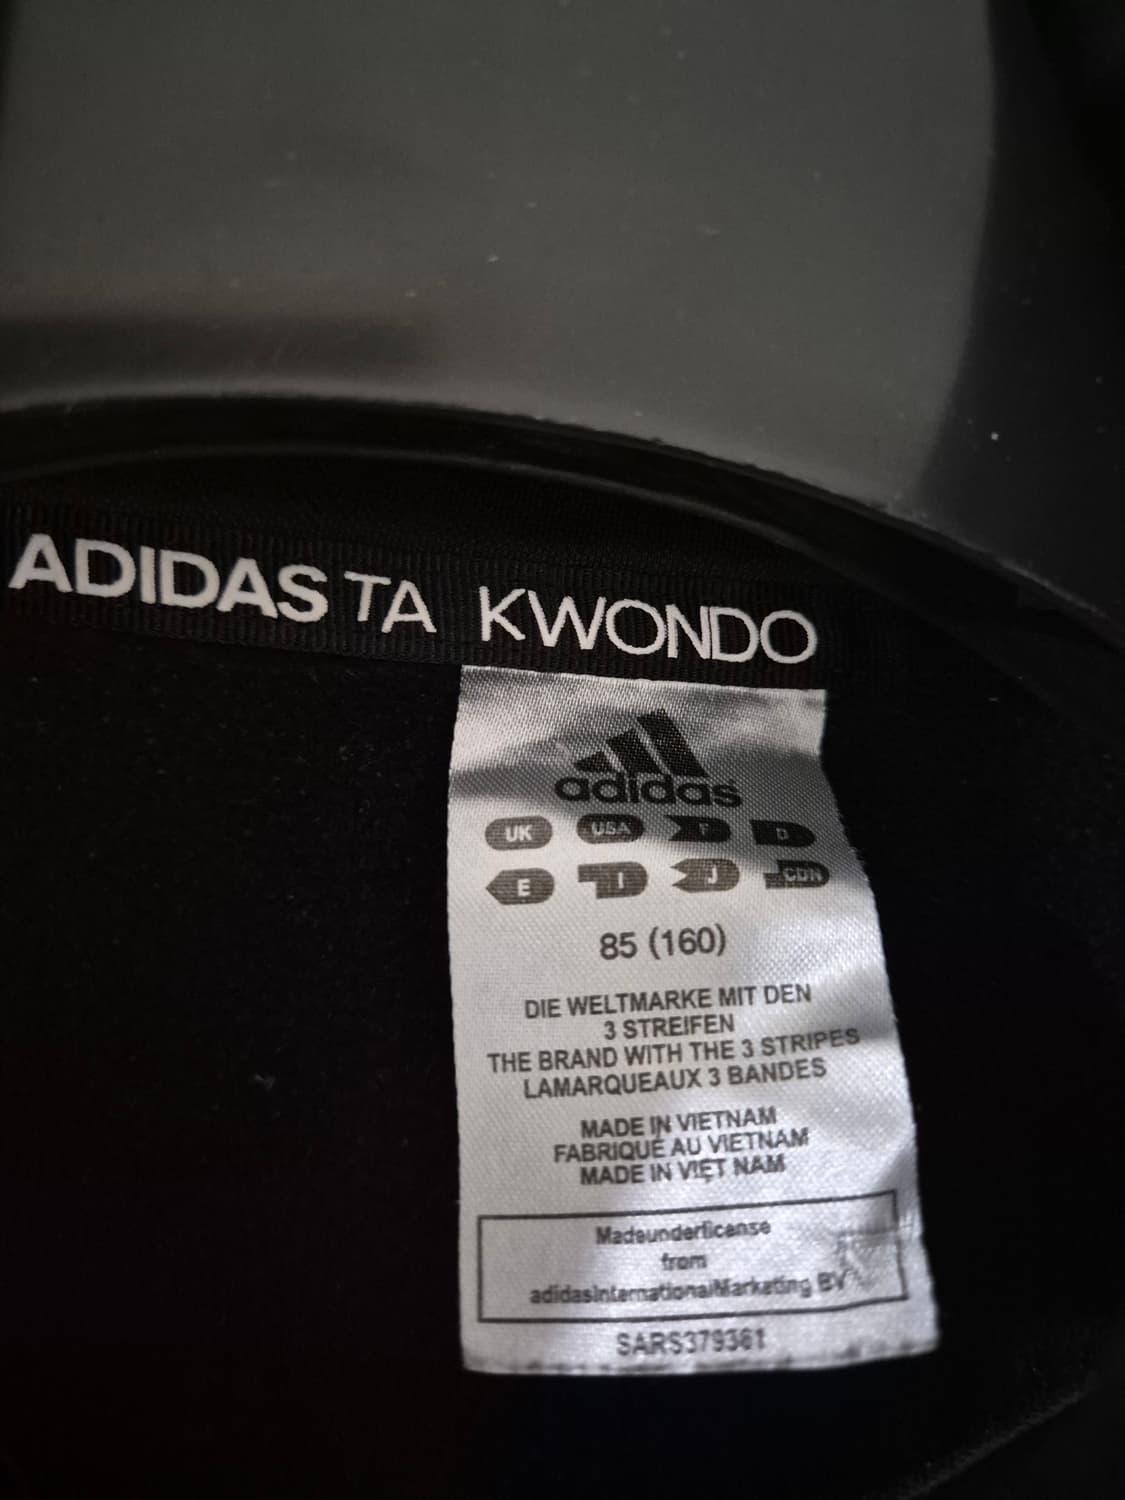 ADIDAS TA KWONDO
adidas
UK USA F D
E I J CDN
85 (160)
DIE WELTMARKE MIT DEN
3 STREIFEN
THE BRAND WITH THE 3 STRIPES
LAMARQUEAUX 3 BANDES
MADE IN VIETNAM
FABRIQUÉ AU VIETNAM
MADE IN VIỆT NAM
Madeunderlicense
from
adidasInternationalMarketing BV
SARS379361